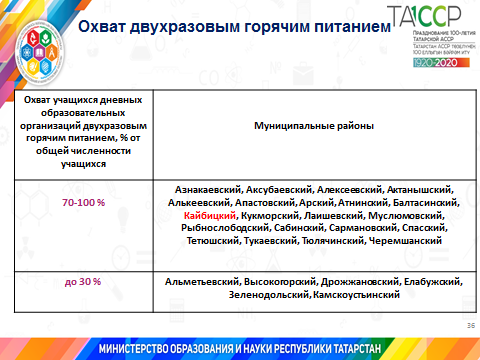 Охват двухразовым горячим питанием
ТА1ССР
ПРАЗДНОВАНИЕ 100-ЛЕТИЯ
ТАТАРСКОЙ АССР
ТАТАРСТАН АССР ТӨЗЕЛҮНЕҢ
100 ЕЛЛЫГЫН БӘЙРӘМ ИТҮ
1920-2020
Охват учащихся дневных
образовательных
организаций двухразовым
горячим питанием, % от
общей численности
учащихся
Муниципальные районы
70-100 %
Азнакаевский, Аксубаевский, Алексеевский, Актанышский,
Алькеевский, Апастовский, Арский, Атнинский, Балтасинский,
Кайбицкий, Кукморский, Лаишевский, Муслюмовский,
Рыбнослободский, Сабинский, Сармановский, Спасский,
Тетюшский, Тукаевский, Тюлячинский, Черемшанский
до 30 %
Альметьевский, Высокогорский, Дрожжановский, Елабужский,
Зеленодольский, Камскоустьинский
36
МИНИСТЕРСТВО ОБРАЗОВАНИЯ И НАУКИ РЕСПУБЛИКИ ТАТАРСТАН